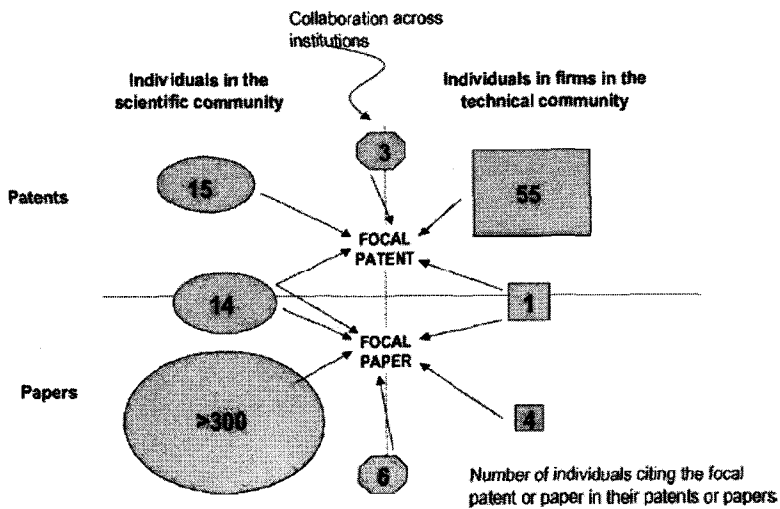 Collaboration across
institutions
Individuals in the
scientific community
Individuals in firms in the
technical community
3
15
55
Patents
FOCAL
PATENT
14
1
FOCAL
PAPER
Papers
>300
4
6
Number of individuals citing the focal
patent or paper in their patents or papers